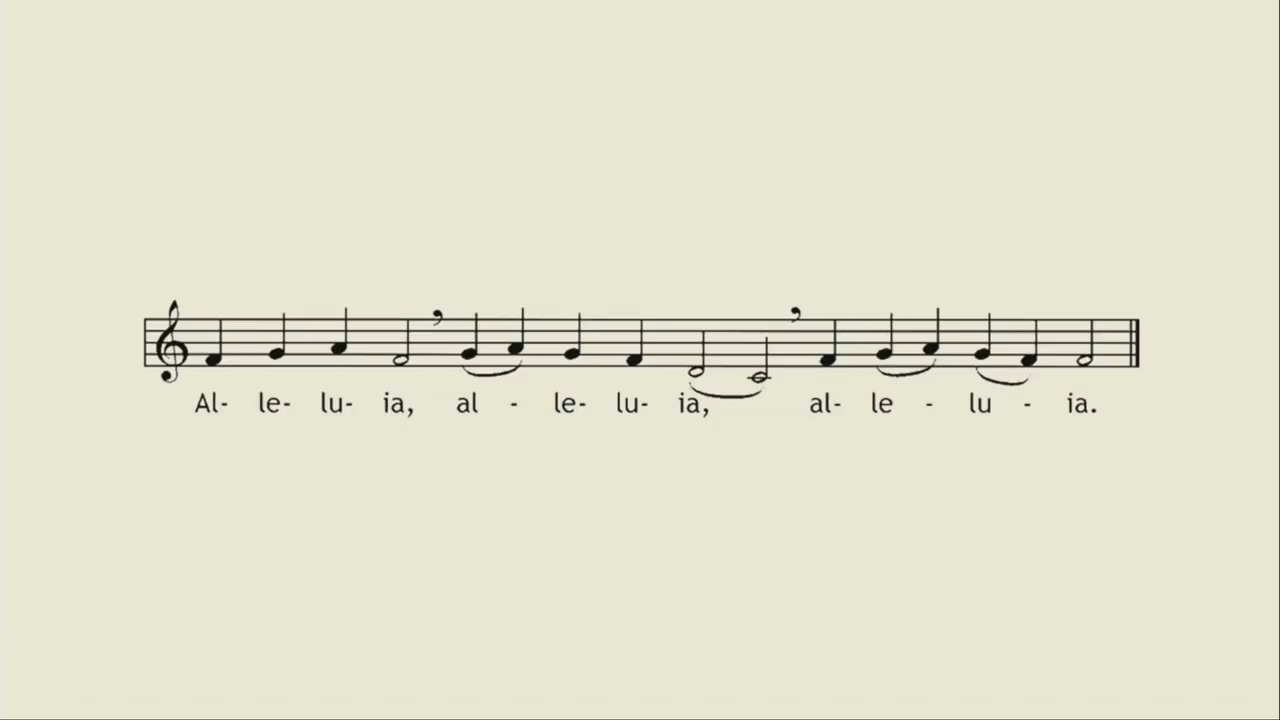 Al- le- lu- ia, al - le- lu- ia, al- le - lu - ia.